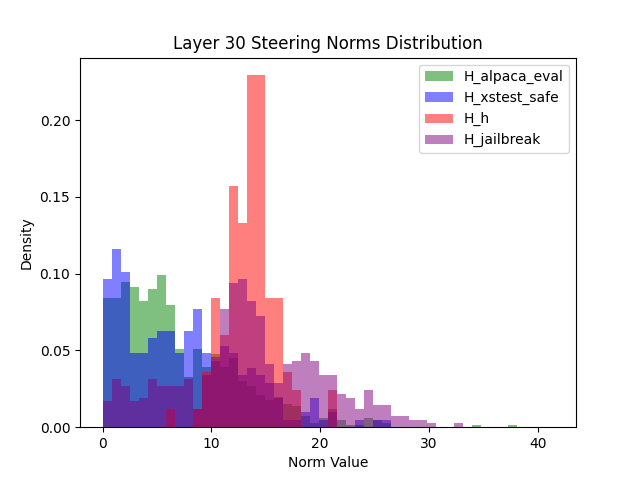 Layer 30 Steering Norms Distribution
H_alpaca_eval
H_xstest_safe
H_h
H_jailbreak
0.20
0.15
0.10
0.05
0.00
Density
0
10
20
30
40
Norm Value